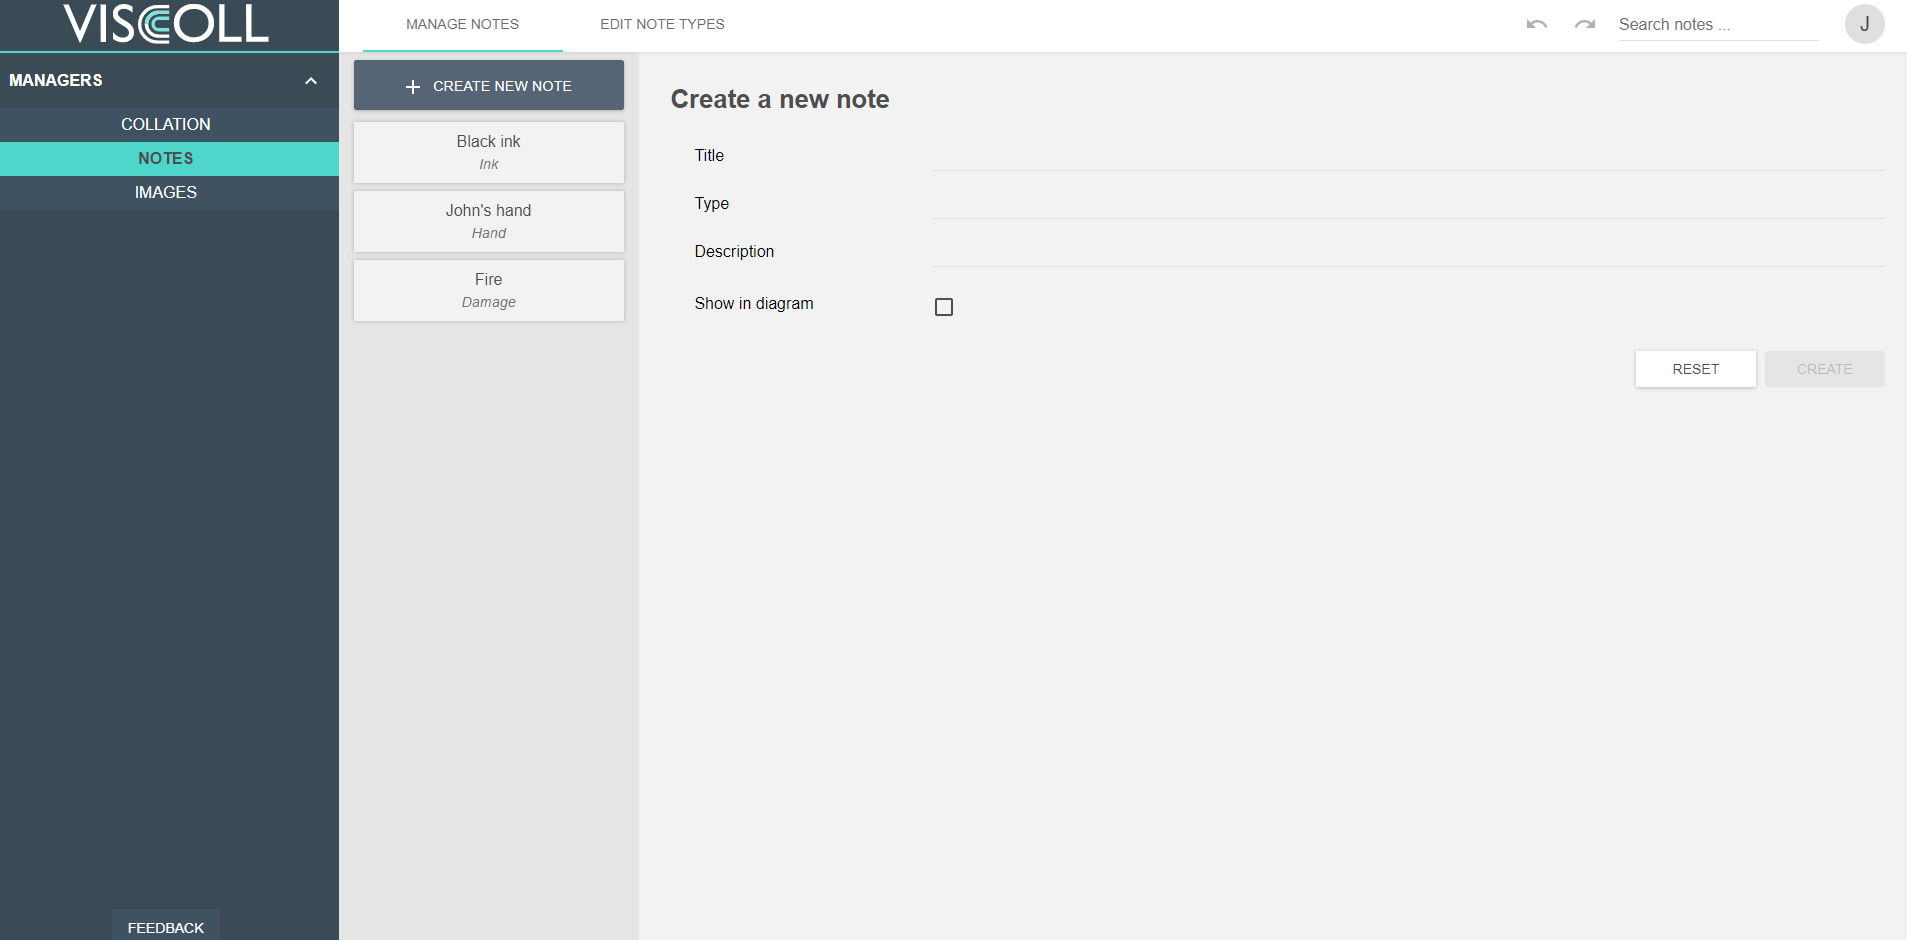 VISCOLL
MANAGE NOTES
EDIT NOTE TYPES
Search notes ...
J
MANAGERS
COLLATION
NOTES
IMAGES
FEEDBACK
CREATE NEW NOTE
Black ink
Ink
John's hand
Hand
Fire
Damage
Create a new note
Title
Type
Description
Show in diagram
RESET
CREATE